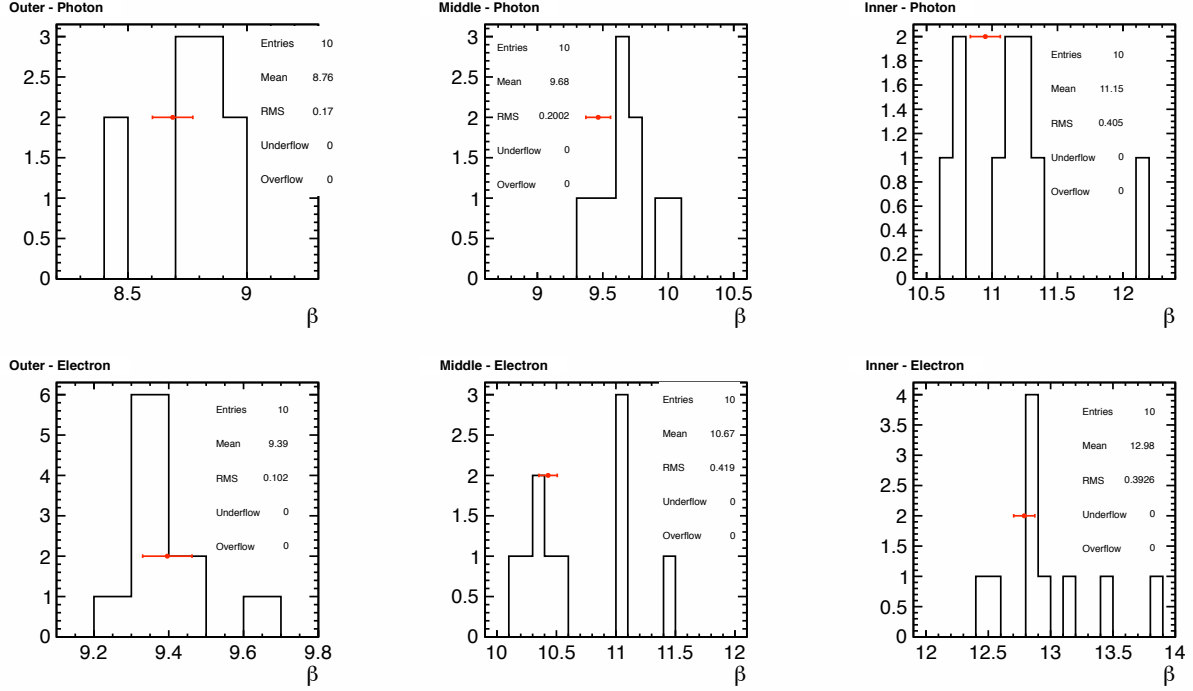 Outer - Photon
3
2.5
2
1.5
1
0.5
0
8.5 9
β
Entries 10
Mean 8.76
RMS 0.17
Underflow 0
Overflow 0
Middle - Photon
3
2.5
2
1.5
1
0.5
0
9 9.5 10 10.5
β
Entries 10
Mean 9.68
RMS 0.2002
Underflow 0
Overflow 0
Inner - Photon
2
1.8
1.6
1.4
1.2
1
0.8
0.6
0.4
0.2
0
10.5 11 11.5 12
β
Entries 10
Mean 11.15
RMS 0.405
Underflow 0
Overflow 0
Outer - Electron
6
5
4
3
2
1
0
9.2 9.4 9.6 9.8
β
Entries 10
Mean 9.39
RMS 0.102
Underflow 0
Overflow 0
Middle - Electron
3
2.5
2
1.5
1
0.5
0
10 10.5 11 11.5 12
β
Entries 10
Mean 10.67
RMS 0.419
Underflow 0
Overflow 0
Inner - Electron
4
3.5
3
2.5
2
1.5
1
0.5
0
12 12.5 13 13.5 14
β
Entries 10
Mean 12.98
RMS 0.3926
Underflow 0
Overflow 0